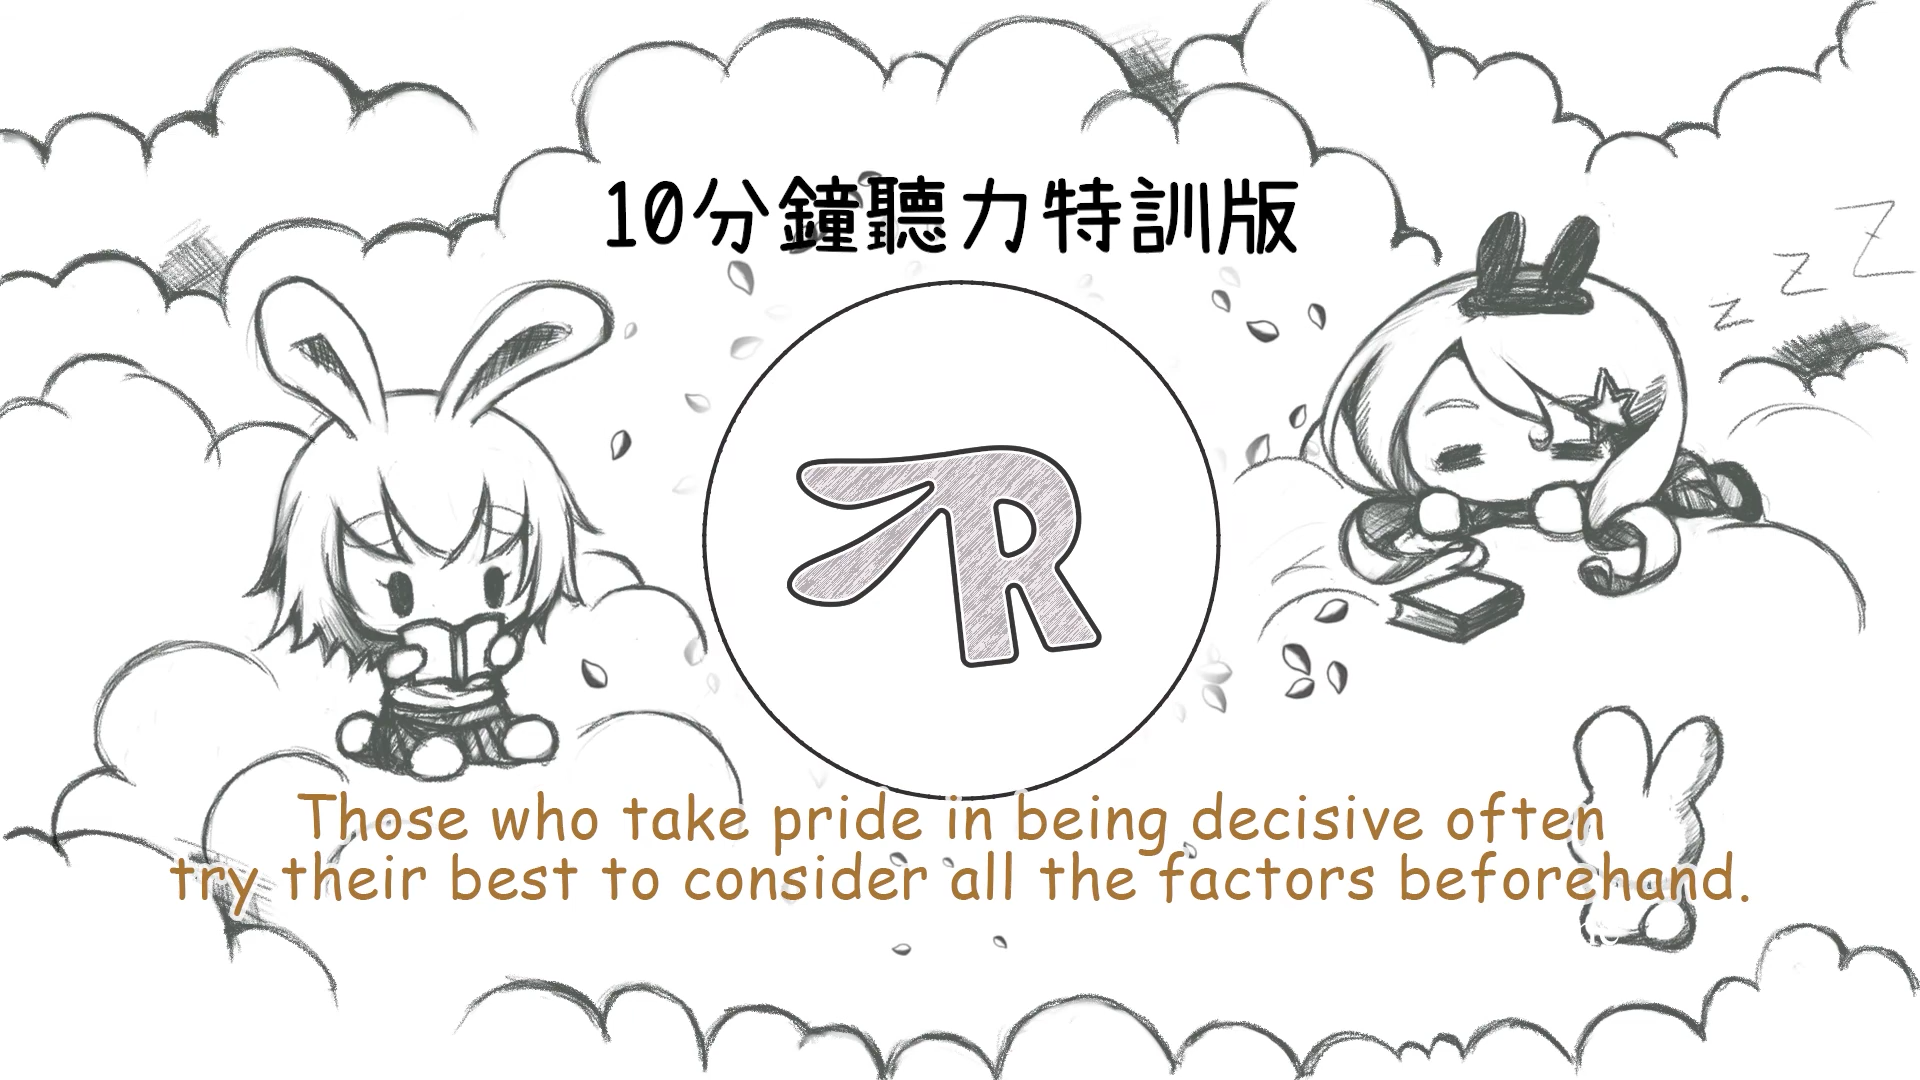 10分鐘聽力特訓版
z z z
R
Those who take pride in being decisive often
try their best to consider all the factors beforehand.